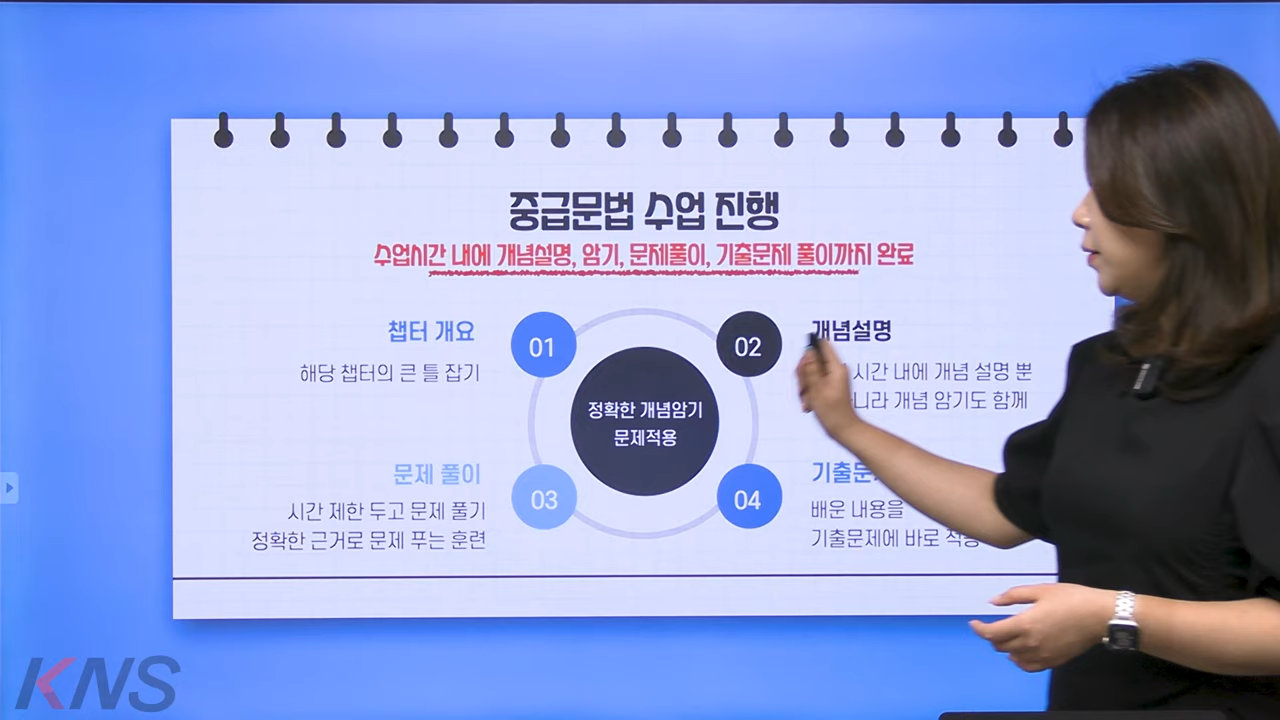 중급문법 수업 진행
수업시간 내에 개념설명, 암기, 문제풀이, 기출문제 풀이까지 완료
챕터 개요
해당 챕터의 큰 틀 잡기
01
02
개념설명
시간 내에 개념 설명 뿐
개념 암기도 함께
정확한 개념암기
문제적용
문제 풀이
시간 제한 두고 문제 풀기
정확한 근거로 문제 푸는 훈련
03
04
배운 내용을
기출문제에 바로 적용
KNS